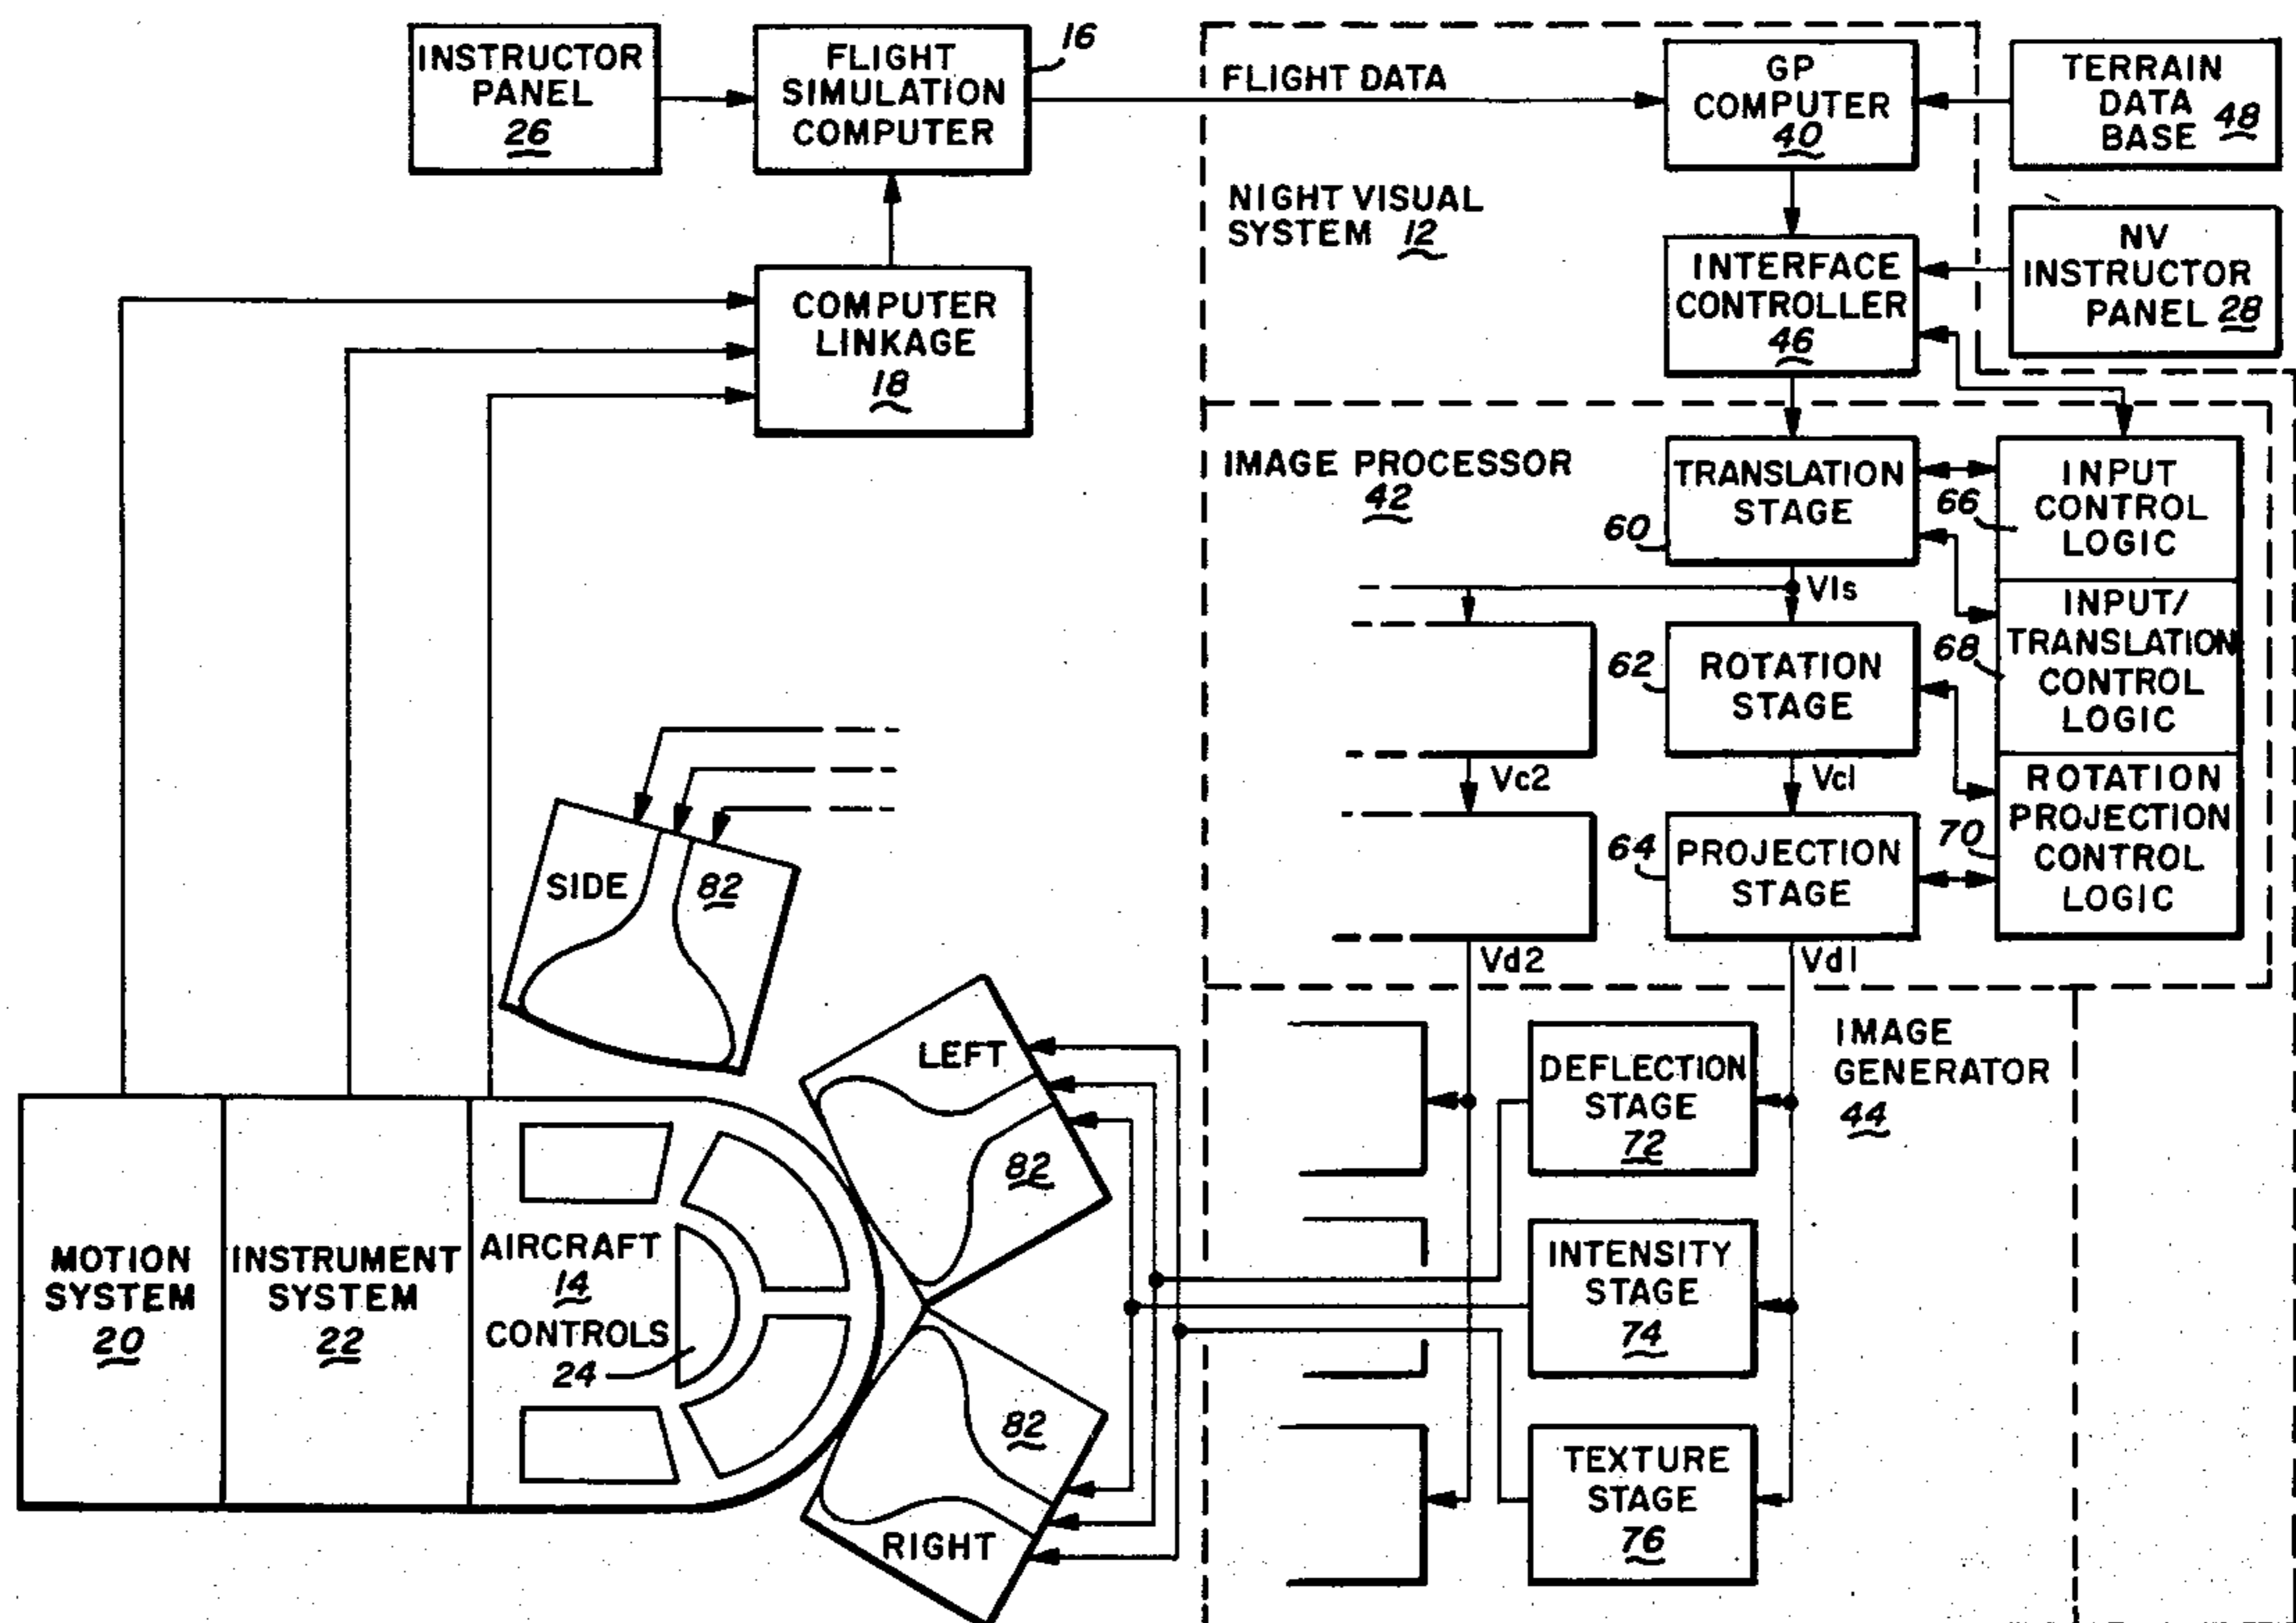 INSTRUCTOR
PANEL
26
FLIGHT
SIMULATION
COMPUTER
16
FLIGHT DATA
GP
COMPUTER
40
TERRAIN
DATA
BASE 48
NIGHT VISUAL
SYSTEM 12
INTERFACE
CONTROLLER
46
NV
INSTRUCTOR
PANEL 28
COMPUTER
LINKAGE
18
IMAGE PROCESSOR
42
TRANSLATION
STAGE
60
66
INPUT
CONTROL
LOGIC
Vls
62
ROTATION
STAGE
68
INPUT/
TRANSLATION
CONTROL
LOGIC
Vc2
Vcl
64
PROJECTION
STAGE
70
ROTATION
PROJECTION
CONTROL
LOGIC
Vd2
Vdl
SIDE
82
LEFT
82
DEFLECTION
STAGE
72
IMAGE
GENERATOR
44
MOTION
SYSTEM
20
INSTRUMENT
SYSTEM
22
AIRCRAFT
14
CONTROLS
24
INTENSITY
STAGE
74
82
RIGHT
TEXTURE
STAGE
76